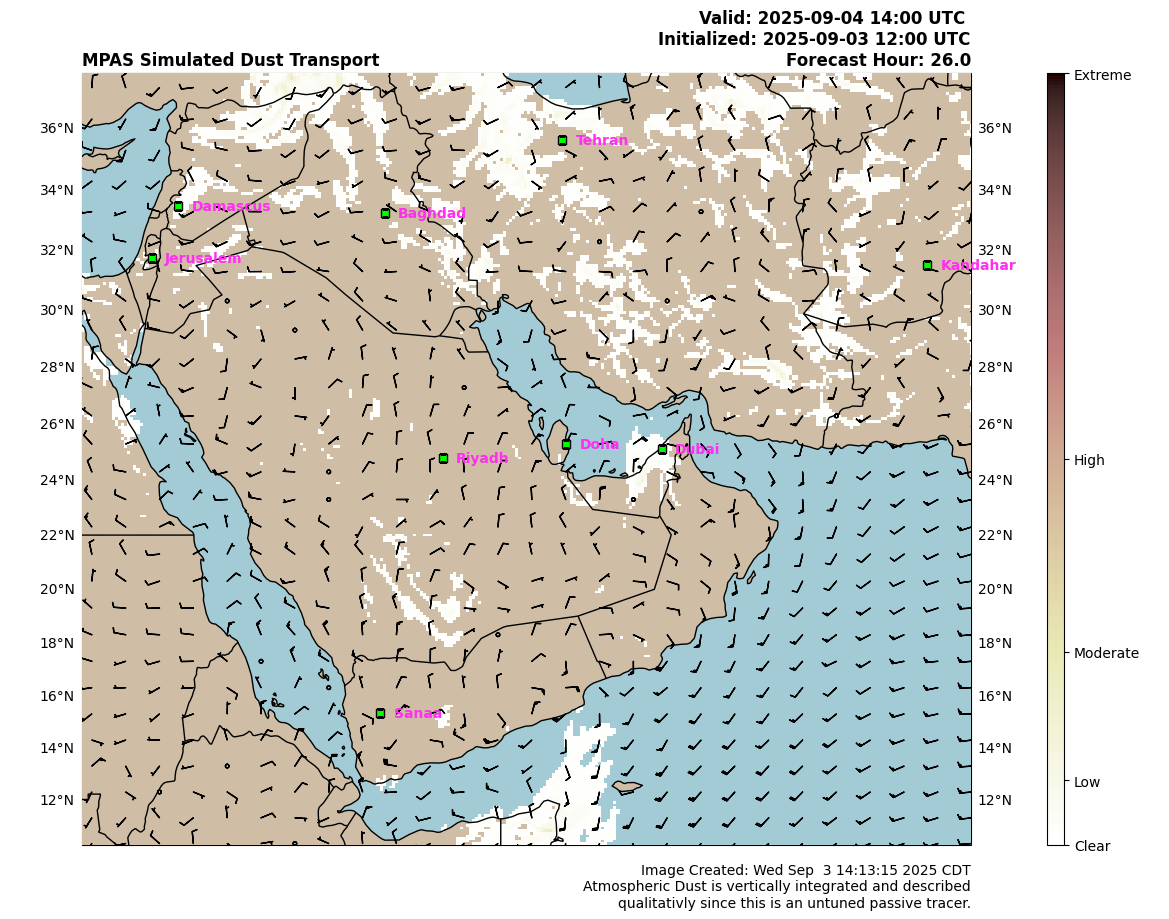 Valid: 2025-09-04 14:00 UTC
Initialized: 2025-09-03 12:00 UTC
MPAS Simulated Dust Transport
Forecast Hour: 26.0
Extreme
36°N
36°N
Tehran
34°N
34°N
Damascus
Baghdad
32°N
32°N
Jerusalem
Kandahar
30°N
30°N
28°N
28°N
26°N
26°N
Doha
Dubai
Riyadh
High
24°N
24°N
22°N
22°N
20°N
20°N
18°N
18°N
Moderate
16°N
16°N
Sanaa
14°N
14°N
Low
12°N
12°N
Clear
Image Created: Wed Sep  3 14:13:15 2025 CDT
Atmospheric Dust is vertically integrated and described
qualitativly since this is an untuned passive tracer.